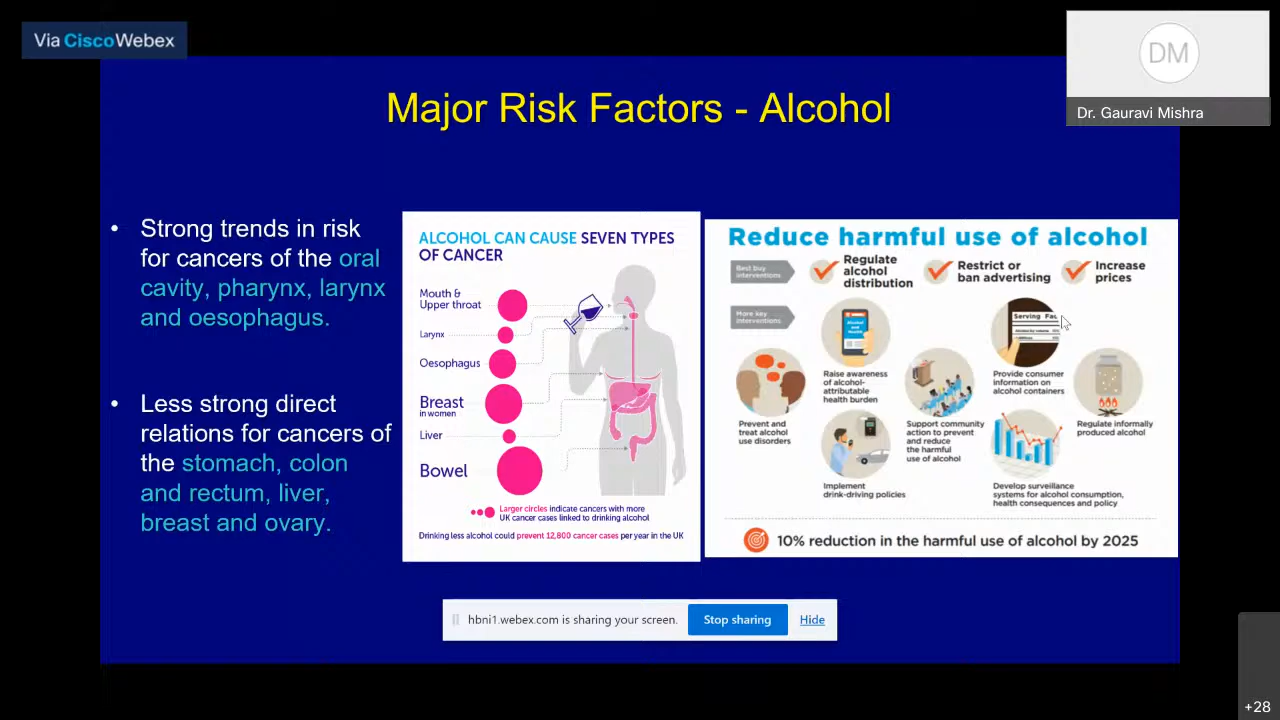 Via CiscoWebex
DM
Dr. Gauravi Mishra
Major Risk Factors - Alcohol
• Strong trends in risk
for cancers of the oral
cavity, pharynx, larynx
and oesophagus.
• Less strong direct
relations for cancers of
the stomach, colon
and rectum, liver,
breast and ovary.
ALCOHOL CAN CAUSE SEVEN TYPES
OF CANCER
Mouth &
Upper throat
Larynx
Oesophagus
Breast
in women
Liver
Bowel
Larger circles indicate cancers with more
UK cancer cases linked to drinking alcohol
Drinking less alcohol could prevent 12,800 cancer cases per year in the UK
Reduce harmful use of alcohol
Best buy
interventions
Regulate
alcohol
distribution
Restrict or
ban advertising
Increase
prices
More key
interventions
Alcohol
and
Health
Serving Fac
Raise awareness
of alcohol-
attributable
health burden
Provide consumer
information on
alcohol containers
Prevent and
treat alcohol
use disorders
Support community
action to prevent
and reduce
the harmful
use of alcohol
Regulate informally
produced alcohol
Implement
drink-driving policies
Develop surveillance
systems for alcohol consumption,
health consequences and policy
10% reduction in the harmful use of alcohol by 2025
hbni1.webex.com is sharing your screen.
Stop sharing
Hide
+28